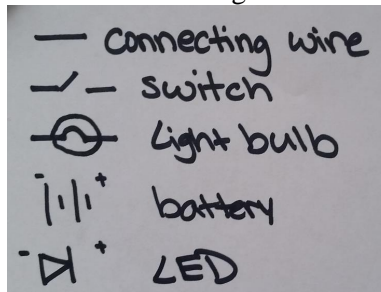 connecting wire
switch
Light bulb
- + battery
- + LED